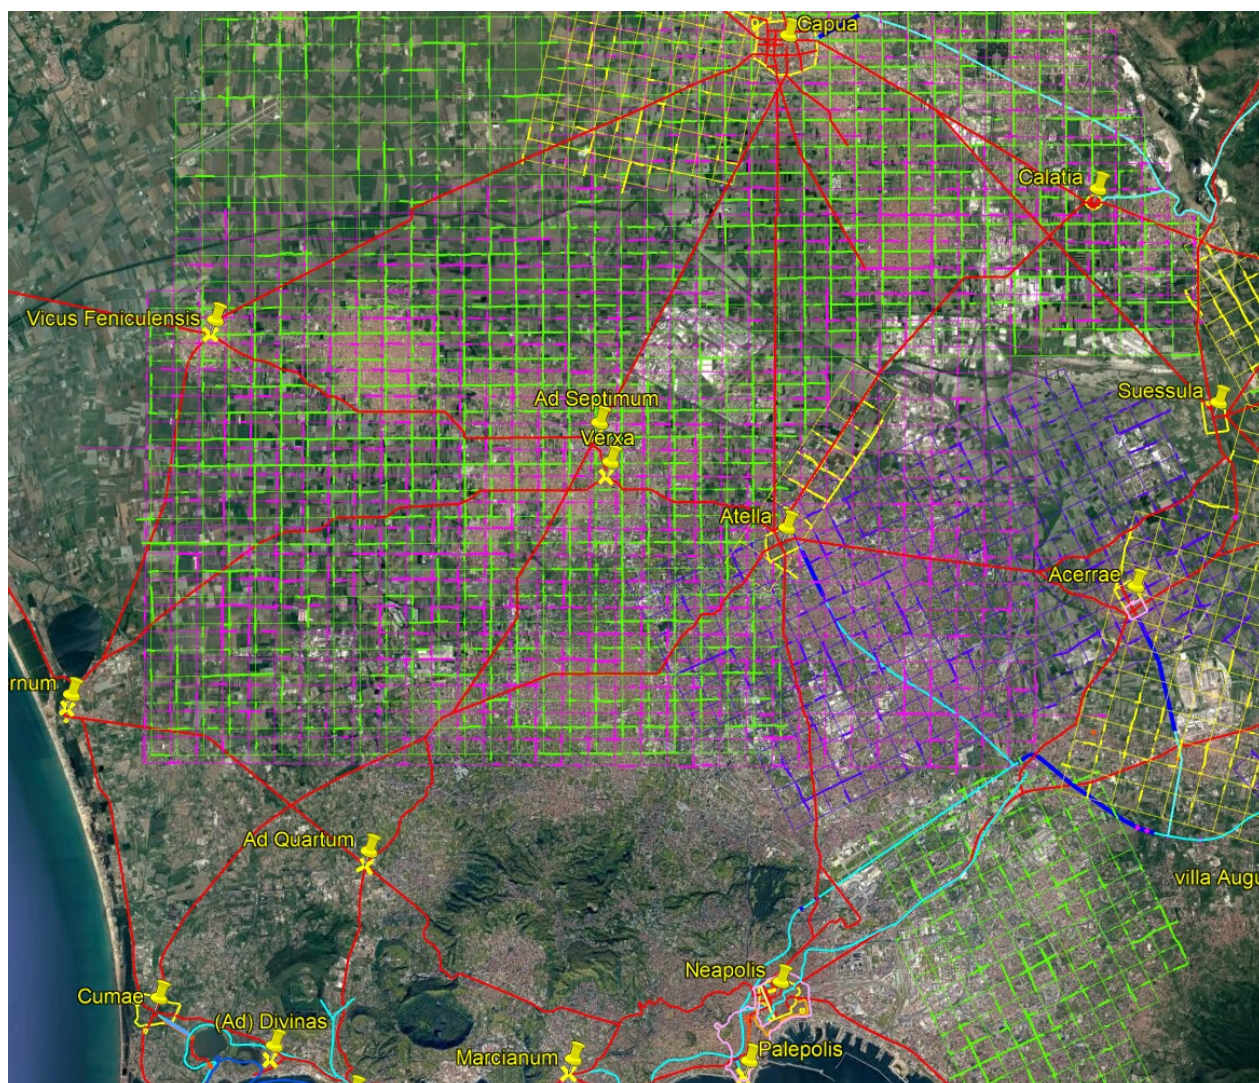 Capua
Calatia
Vicus Feniculensis
Suessula
Ad Septimum
Verxa
Atella
Acerrae
ernum
Ad Quartum
villa Augu
Neapolis
Cumae
(Ad) Divinas
Marcianum
Palepolis